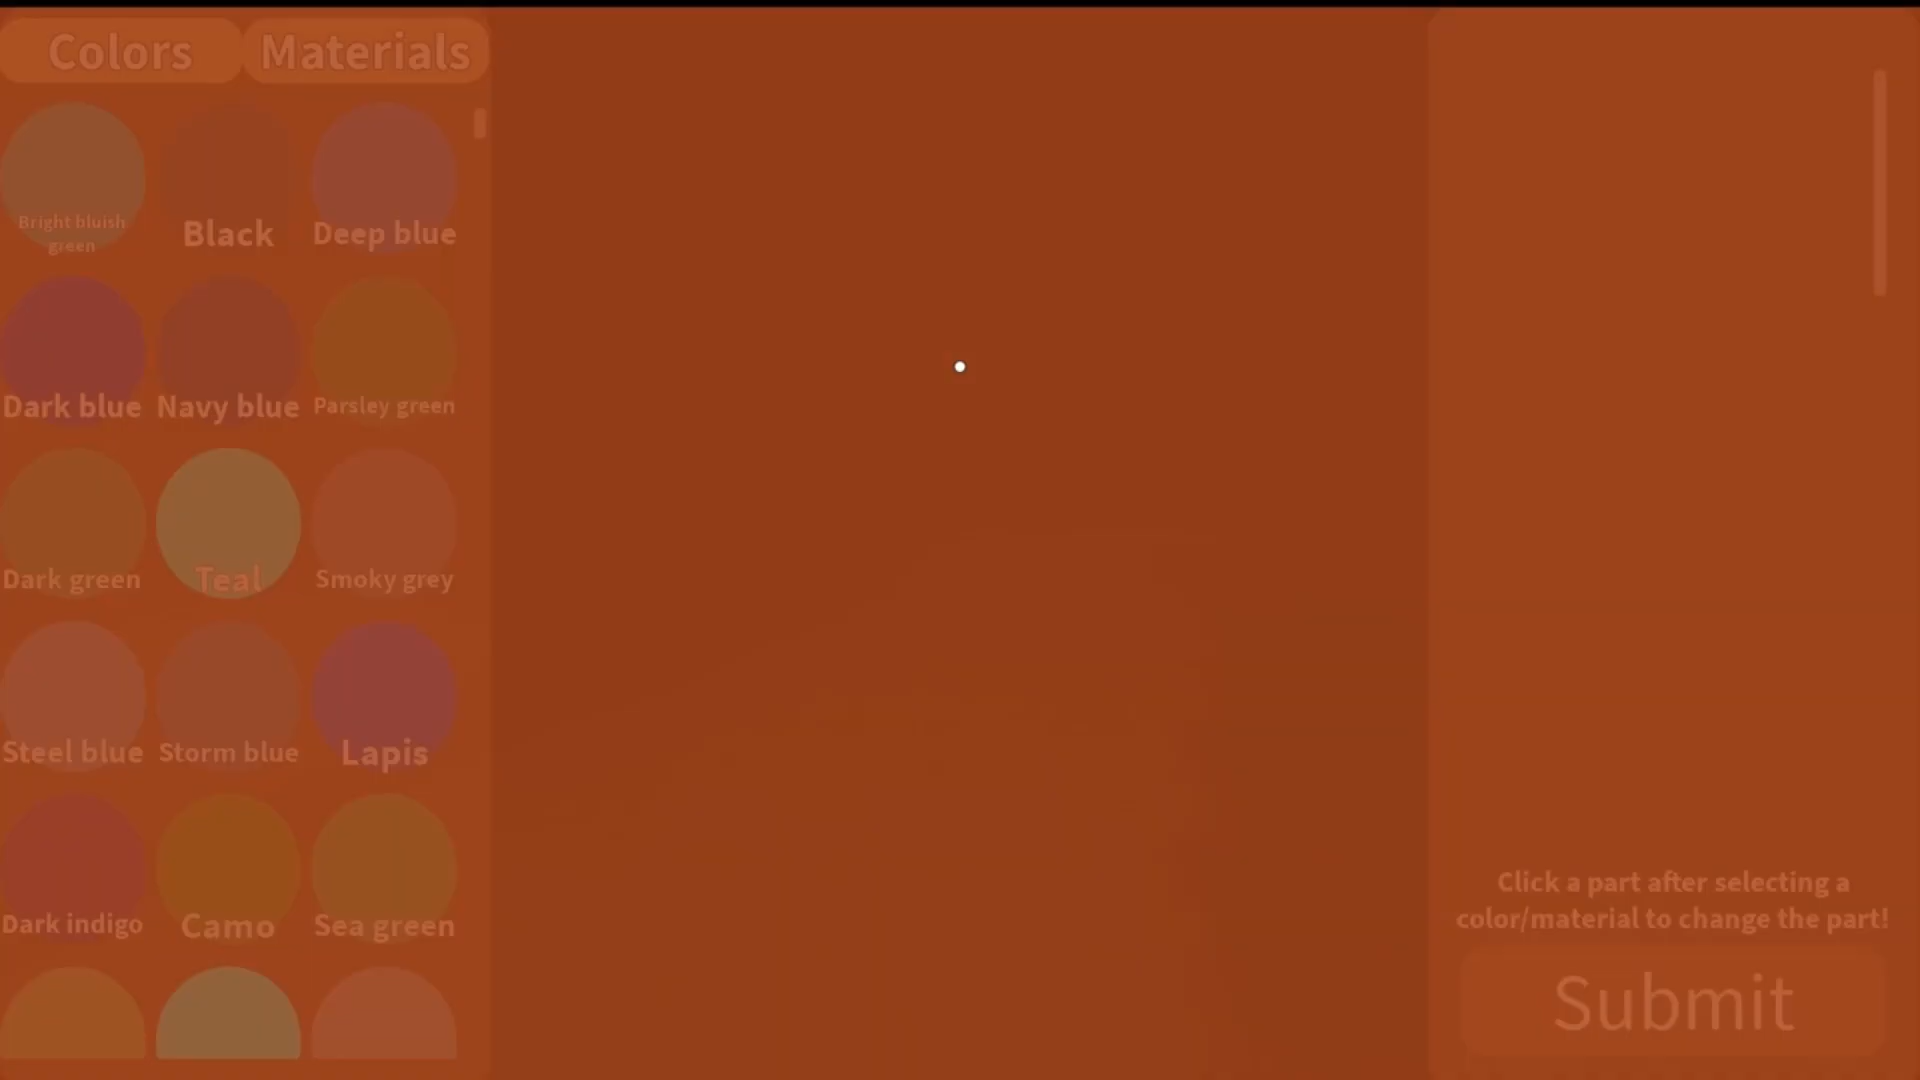 Colors Materials
Bright bluish
green
Black
Deep blue
Dark blue
Navy blue
Parsley green
Dark green
Teal
Smoky grey
Steel blue
Storm blue
Lapis
Dark indigo
Camo
Sea green
Click a part after selecting a
color/material to change the part!
Submit